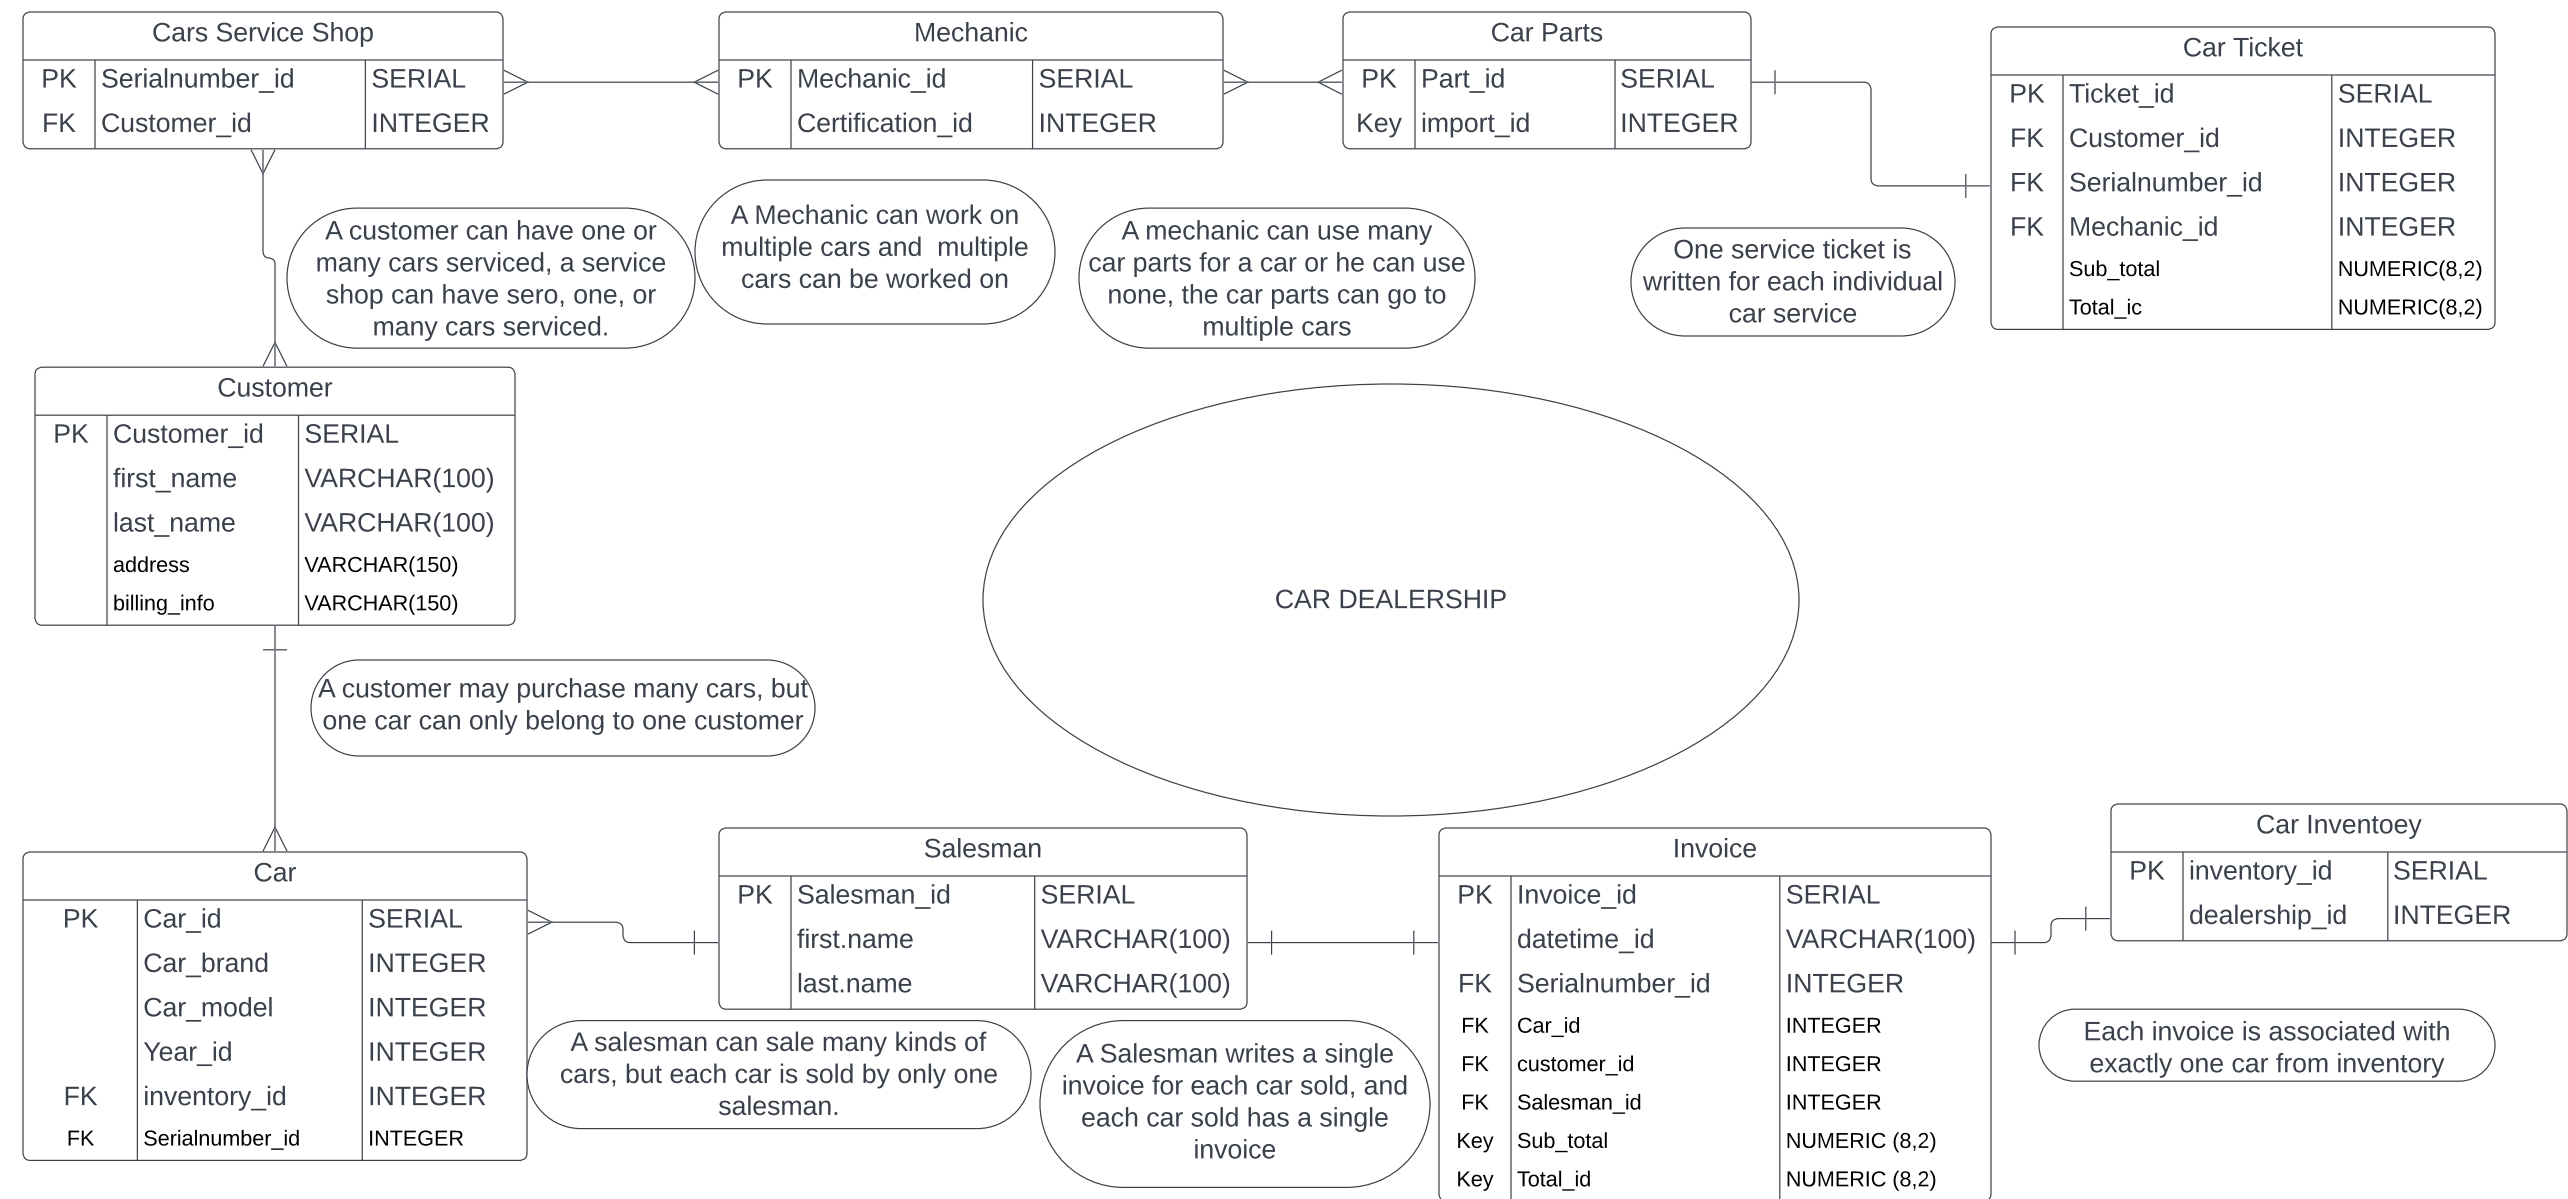 Cars Service Shop
PK Serialnumber_id SERIAL
FK Customer_id INTEGER
Mechanic
PK Mechanic_id SERIAL
Certification_id INTEGER
Car Parts
PK Part_id SERIAL
Key import_id INTEGER
Car Ticket
PK Ticket_id SERIAL
FK Customer_id INTEGER
FK Serialnumber_id INTEGER
FK Mechanic_id INTEGER
Sub_total NUMERIC(8,2)
Total_ic NUMERIC(8,2)
A customer can have one or
many cars serviced, a service
shop can have sero, one, or
many cars serviced.
A Mechanic can work on
multiple cars and  multiple
cars can be worked on
A mechanic can use many
car parts for a car or he can use
none, the car parts can go to
multiple cars
One service ticket is
written for each individual
car service
Customer
PK Customer_id SERIAL
first_name VARCHAR(100)
last_name VARCHAR(100)
address VARCHAR(150)
billing_info VARCHAR(150)
CAR DEALERSHIP
A customer may purchase many cars, but
one car can only belong to one customer
Car
PK Car_id SERIAL
Car_brand INTEGER
Car_model INTEGER
Year_id INTEGER
FK inventory_id INTEGER
FK Serialnumber_id INTEGER
Salesman
PK Salesman_id SERIAL
first.name VARCHAR(100)
last.name VARCHAR(100)
Invoice
PK Invoice_id SERIAL
datetime_id VARCHAR(100)
FK Serialnumber_id INTEGER
FK Car_id INTEGER
FK customer_id INTEGER
FK Salesman_id INTEGER
Key Sub_total NUMERIC (8,2)
Key Total_id NUMERIC (8,2)
Car Inventoey
PK inventory_id SERIAL
dealership_id INTEGER
A salesman can sale many kinds of
cars, but each car is sold by only one
salesman.
A Salesman writes a single
invoice for each car sold, and
each car sold has a single
invoice
Each invoice is associated with
exactly one car from inventory